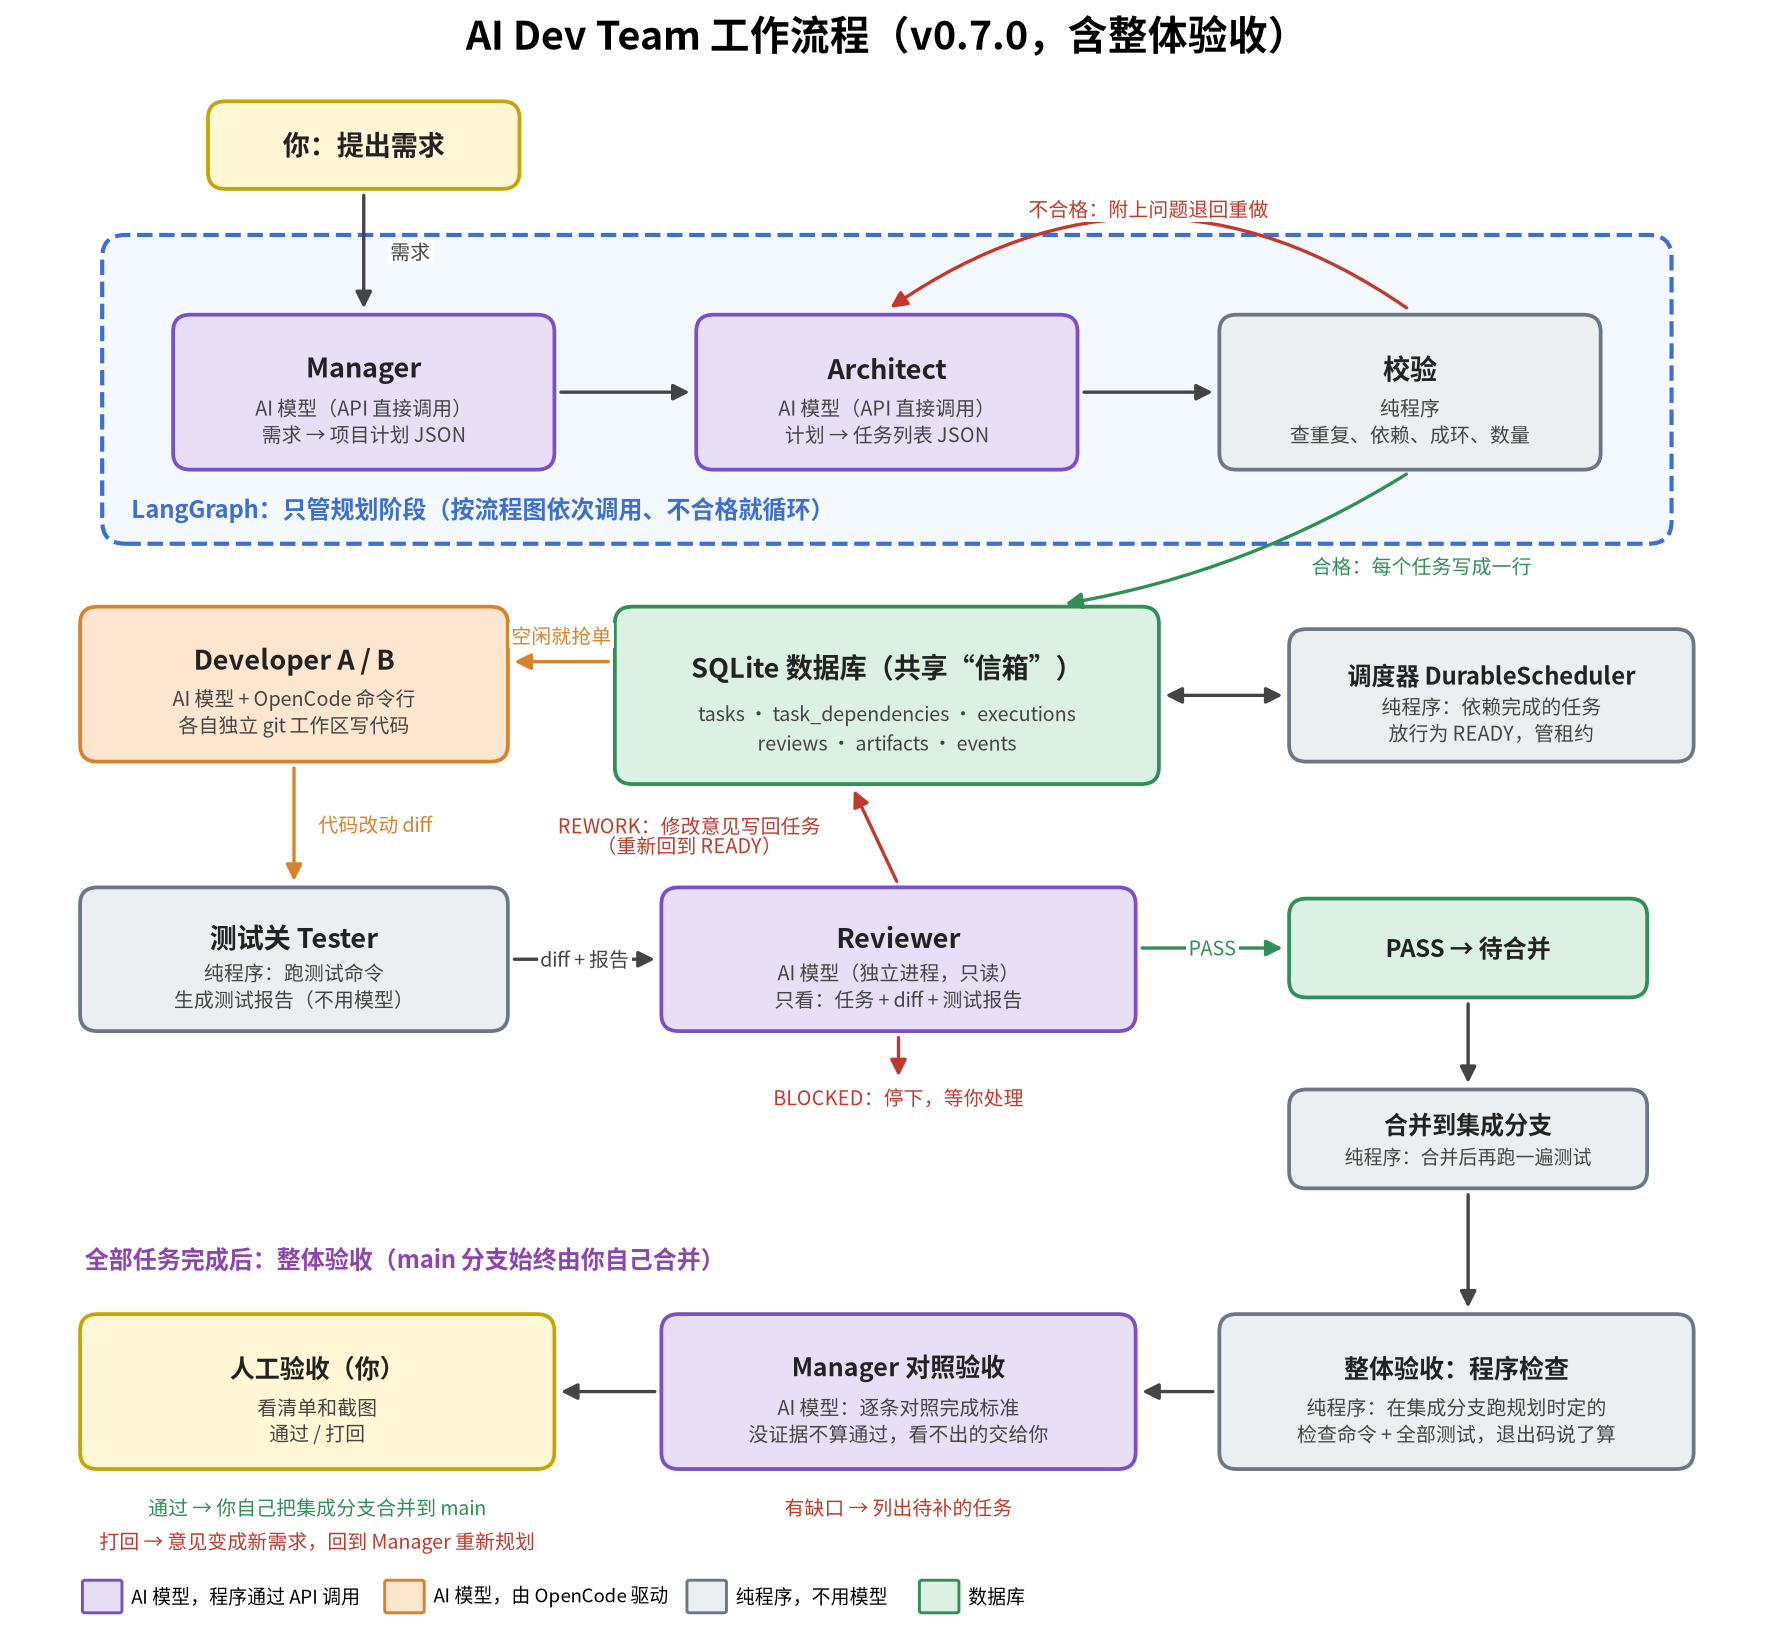 AI Dev Team 工作流程（v0.7.0，含整体验收）
你：提出需求
不合格：附上问题退回重做
需求
Manager
AI 模型（API 直接调用）
需求 → 项目计划 JSON
Architect
AI 模型（API 直接调用）
计划 → 任务列表 JSON
校验
纯程序
查重复、依赖、成环、数量
LangGraph：只管规划阶段（按流程图依次调用、不合格就循环）
合格：每个任务写成一行
Developer A / B
AI 模型 + OpenCode 命令行
各自独立 git 工作区写代码
空闲就抢单
SQLite 数据库（共享“信箱”）
tasks · task_dependencies · executions
reviews · artifacts · events
调度器 DurableScheduler
纯程序：依赖完成的任务
放行为 READY，管租约
代码改动 diff
REWORK：修改意见写回任务
（重新回到 READY）
测试关 Tester
纯程序：跑测试命令
生成测试报告（不用模型）
diff + 报告
Reviewer
AI 模型（独立进程，只读）
只看：任务 + diff + 测试报告
PASS
PASS → 待合并
BLOCKED：停下，等你处理
合并到集成分支
纯程序：合并后再跑一遍测试
全部任务完成后：整体验收（main 分支始终由你自己合并）
人工验收（你）
看清单和截图
通过 / 打回
Manager 对照验收
AI 模型：逐条对照完成标准
没证据不算通过，看不出的交给你
整体验收：程序检查
纯程序：在集成分支跑规划时定的
检查命令 + 全部测试，退出码说了算
通过 → 你自己把集成分支合并到 main
打回 → 意见变成新需求，回到 Manager 重新规划
有缺口 → 列出待补的任务
AI 模型，程序通过 API 调用
AI 模型，由 OpenCode 驱动
纯程序，不用模型
数据库